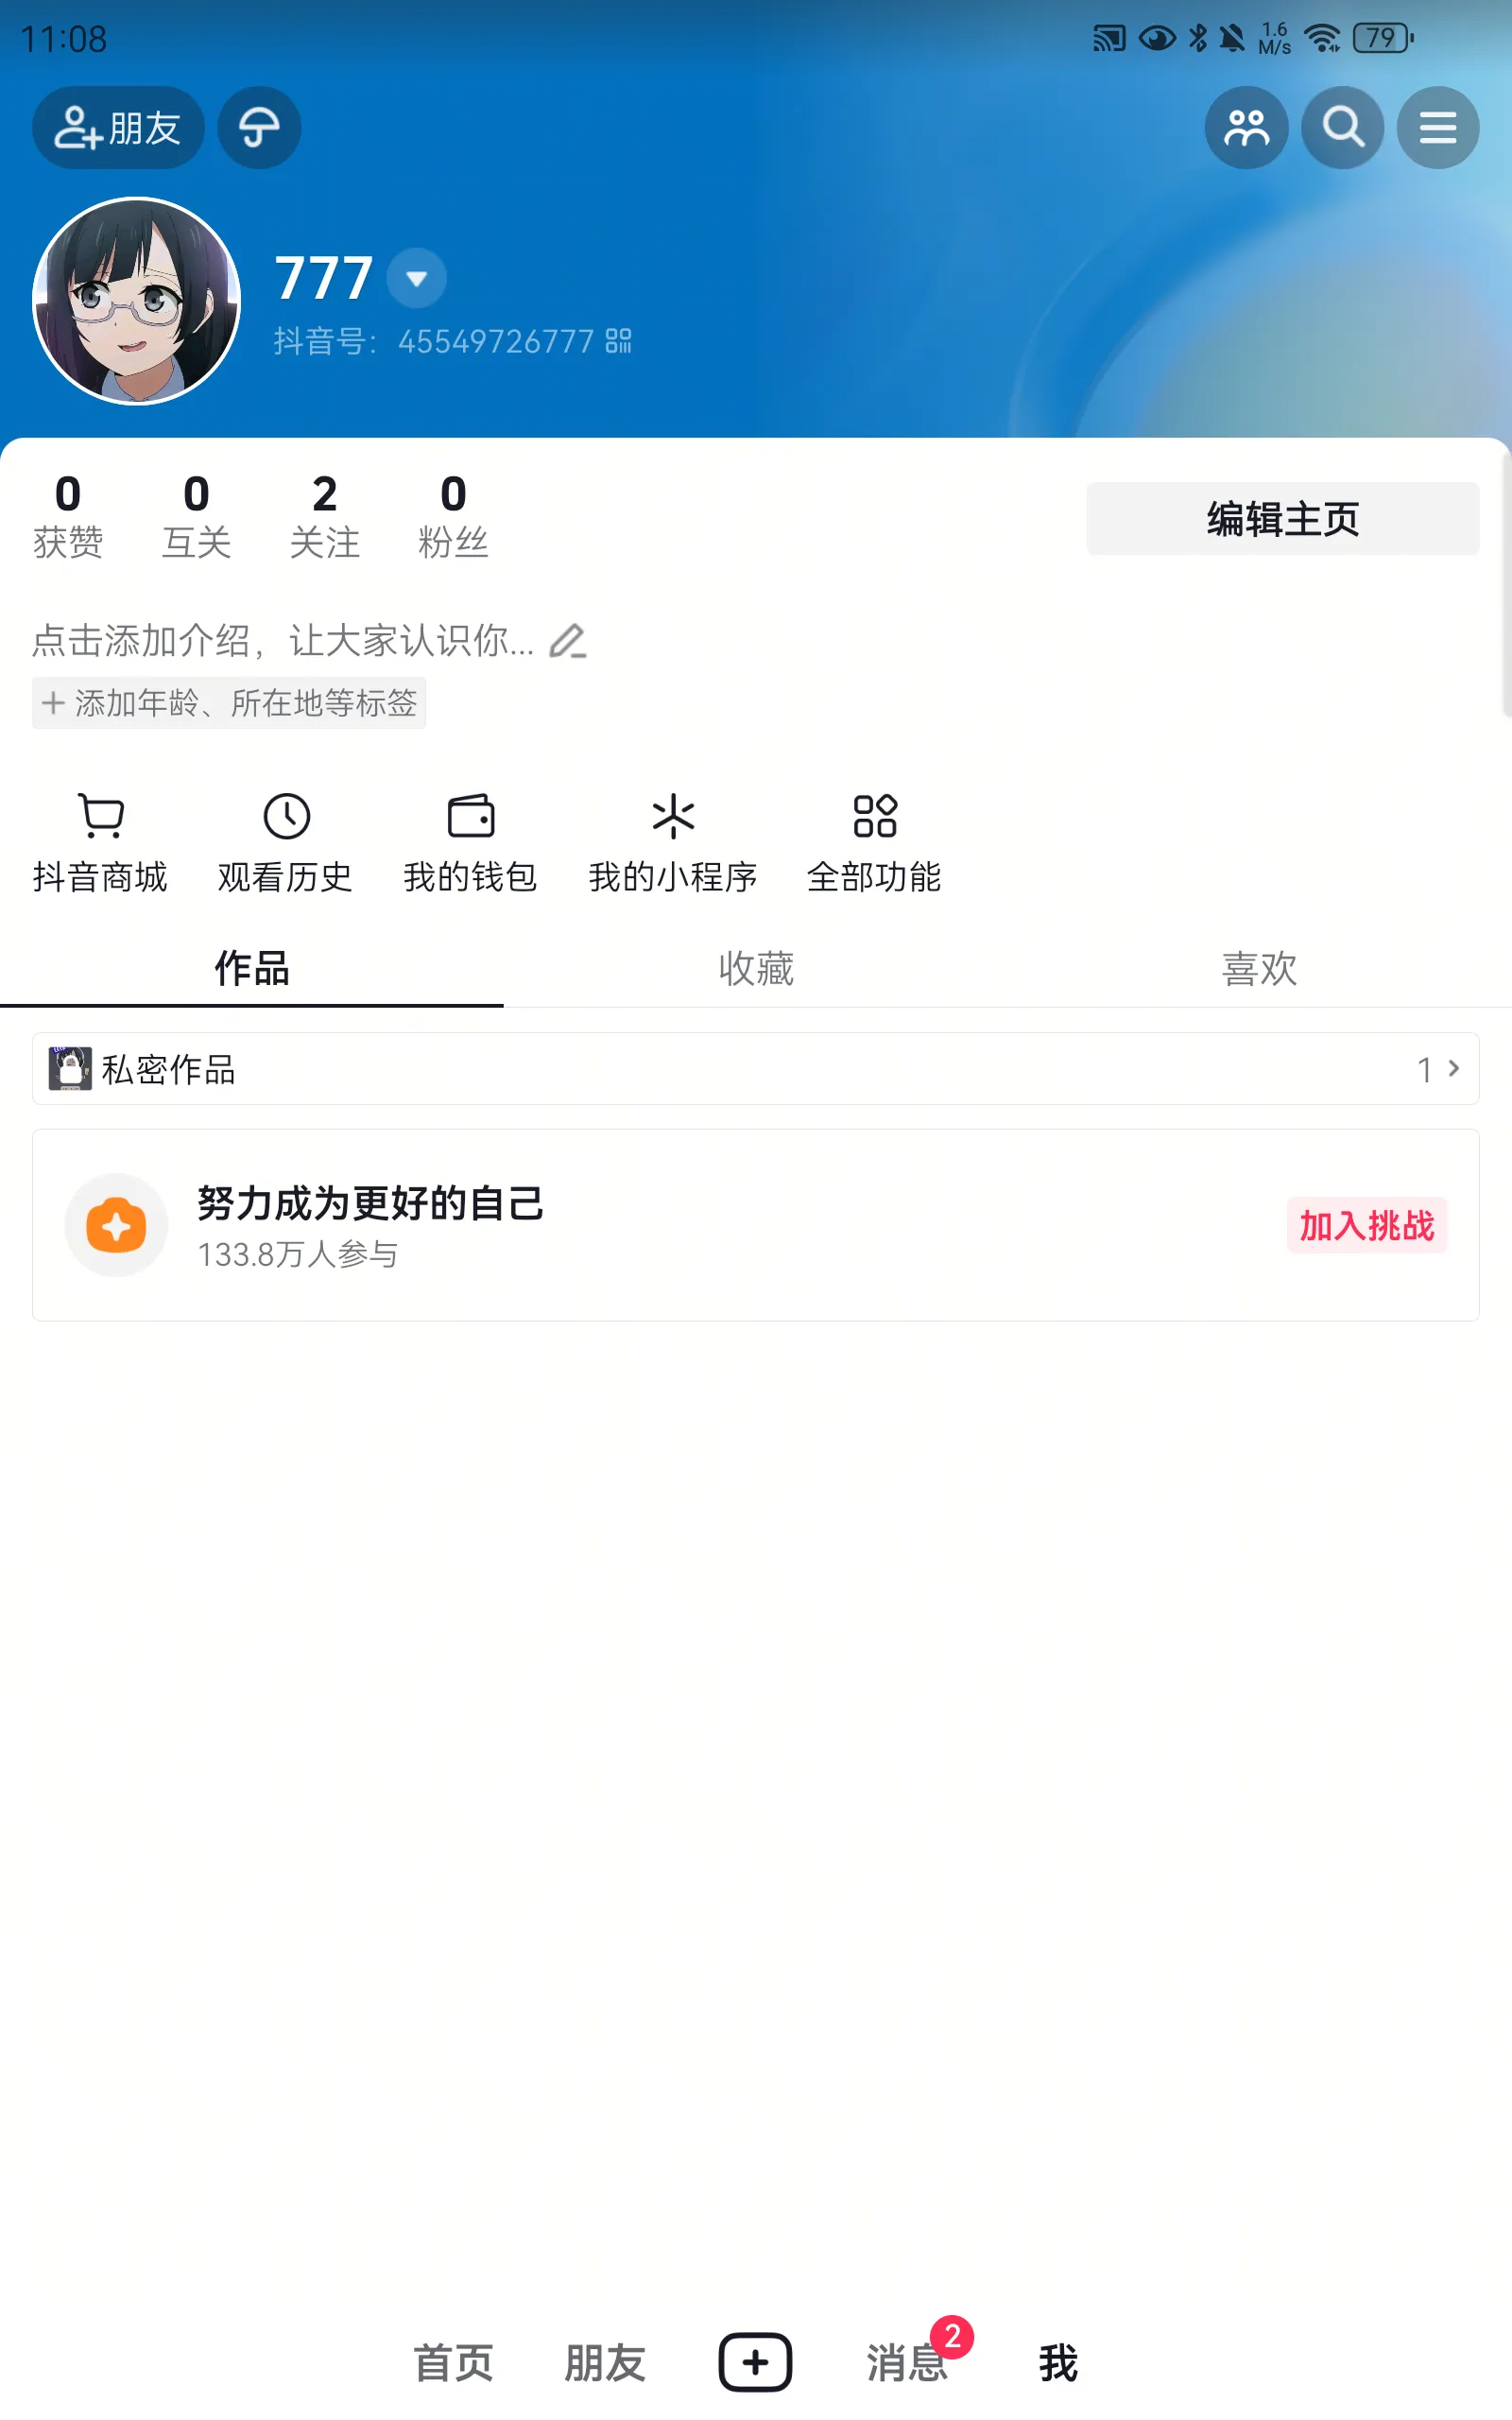 11:08
1.6
M/s
79
朋友
777
抖音号：45549726777
0 0 2 0
获赞 互关 关注 粉丝
编辑主页
点击添加介绍，让大家认识你...
+ 添加年龄、所在地等标签
抖音商城 观看历史 我的钱包 我的小程序 全部功能
作品 收藏 喜欢
私密作品 1
努力成为更好的自己
133.8万人参与
加入挑战
首页 朋友 消息 2 我